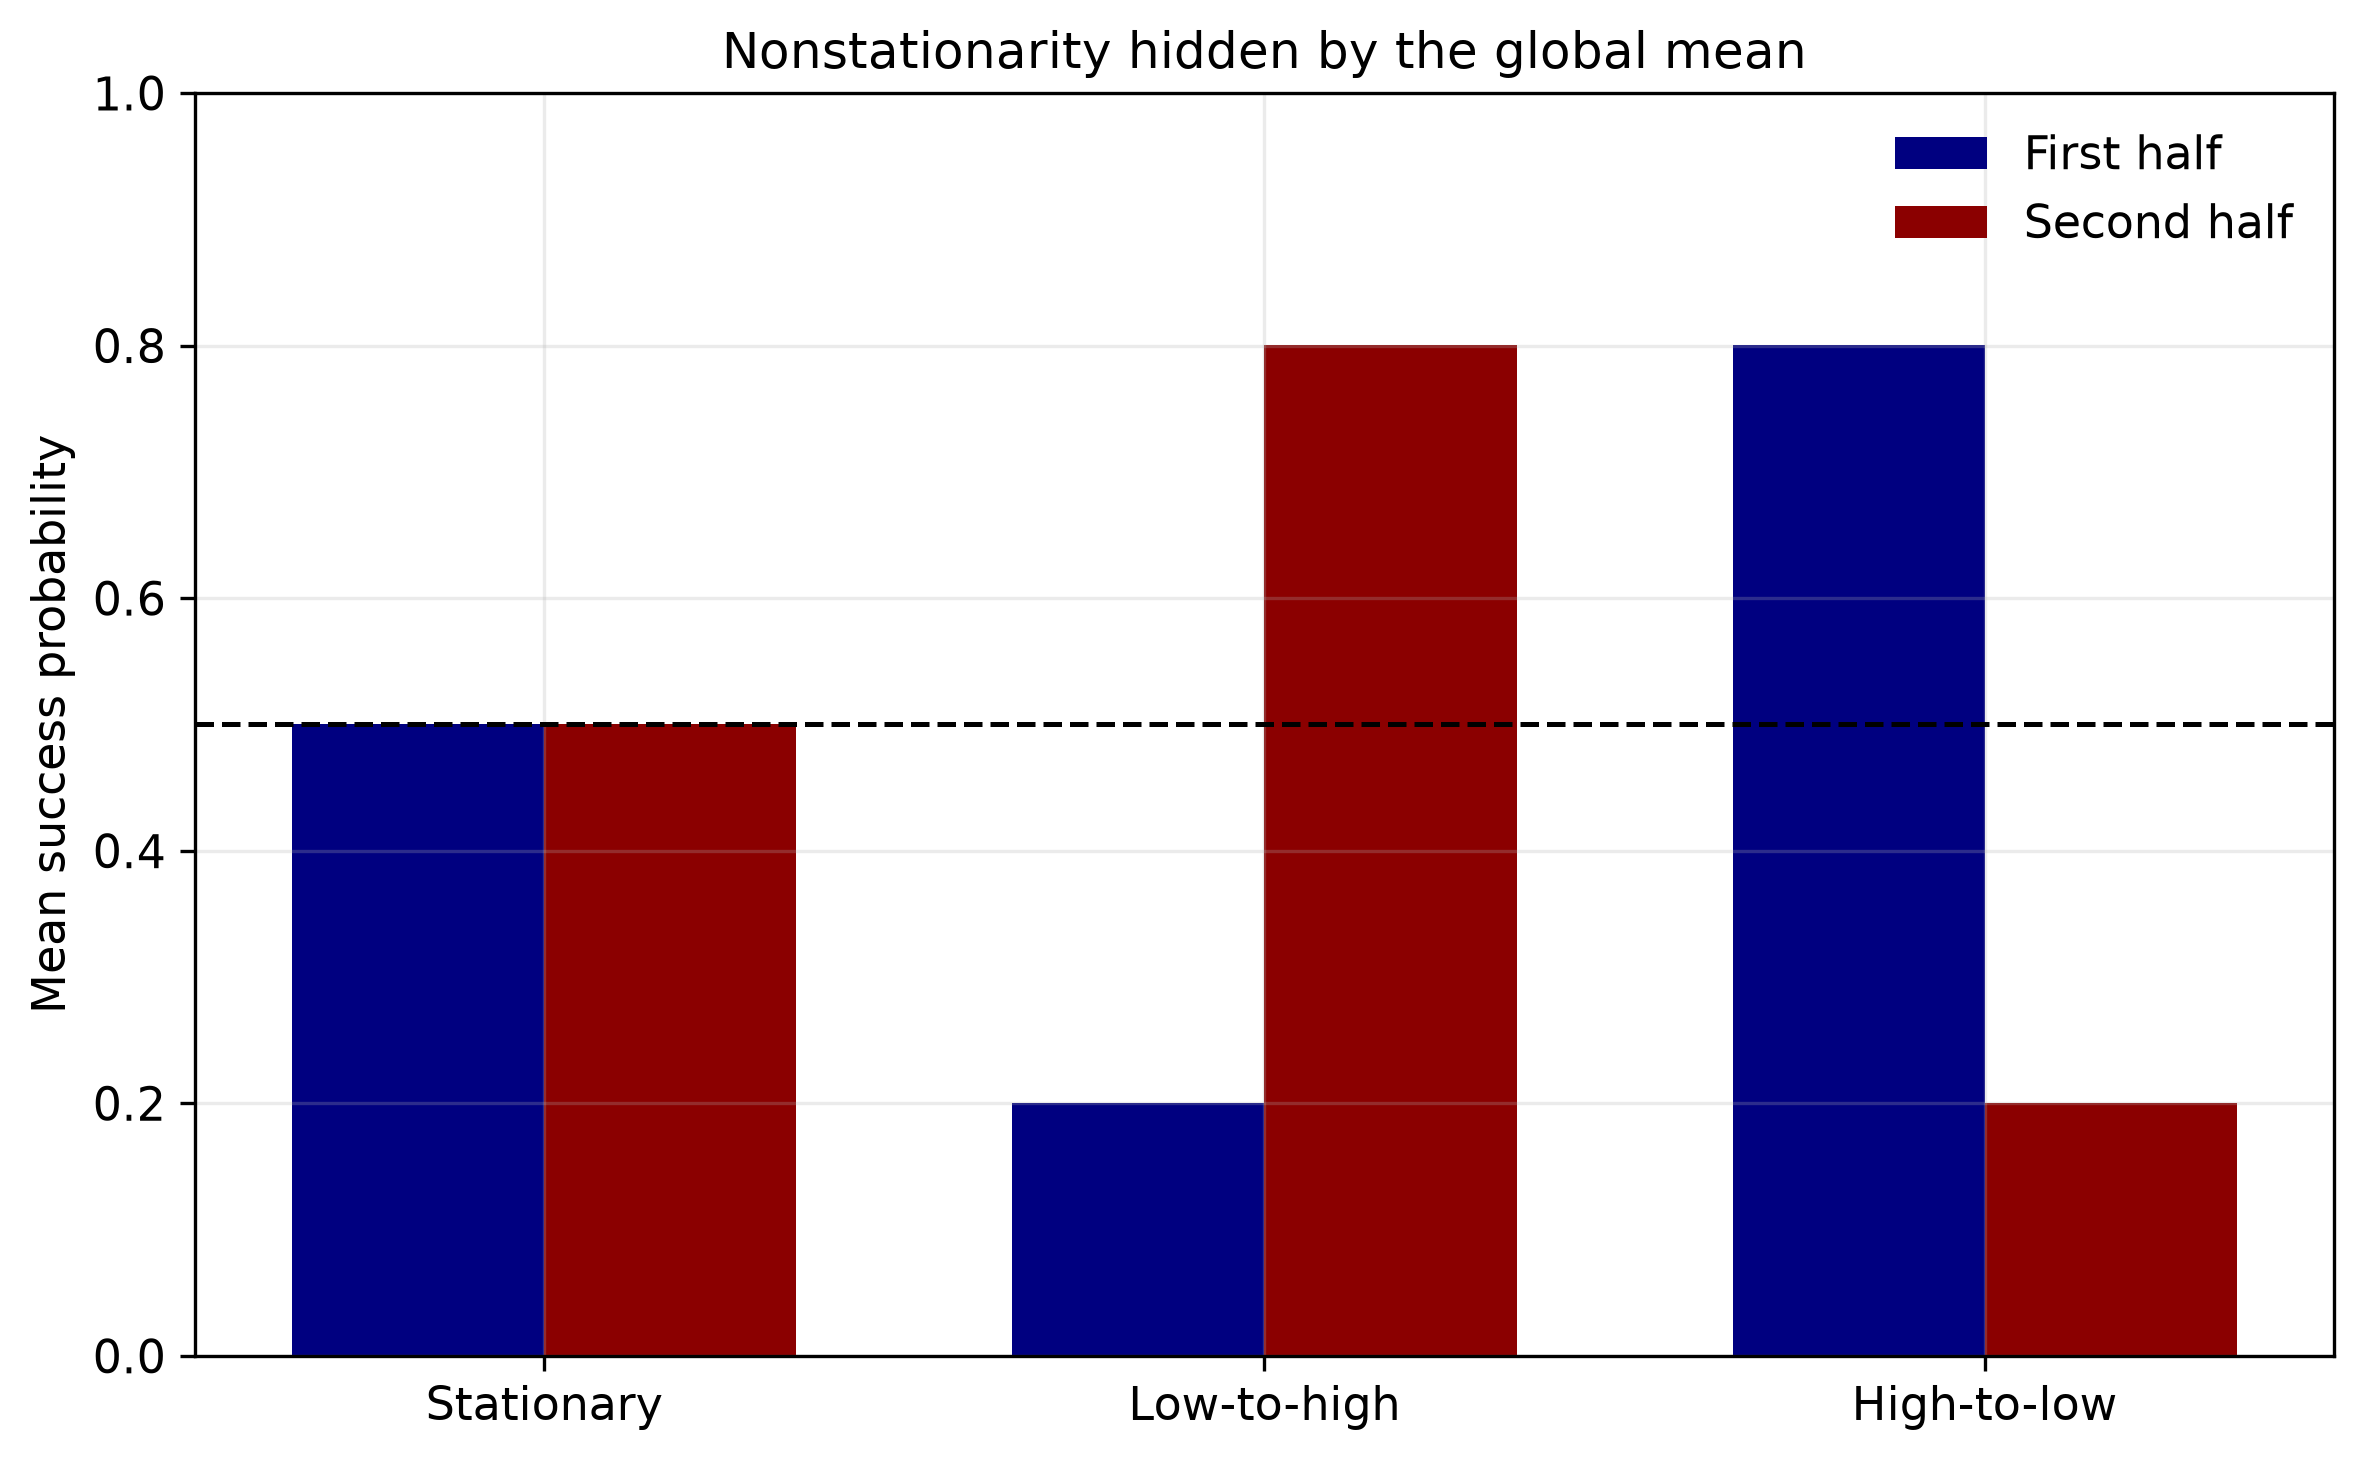 Nonstationarity hidden by the global mean
First half
Second half
Mean success probability
1.0
0.8
0.6
0.4
0.2
0.0
Stationary
Low-to-high
High-to-low